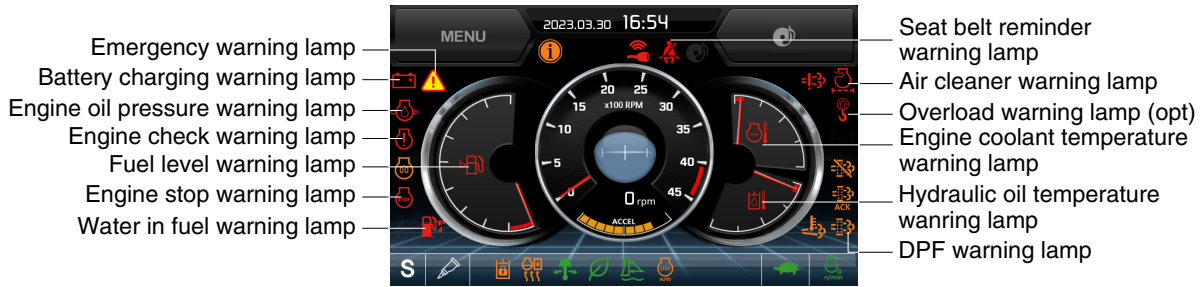 Emergency warning lamp
Battery charging warning lamp
Engine oil pressure warning lamp
Engine check warning lamp
Fuel level warning lamp
Engine stop warning lamp
Water in fuel warning lamp
MENU
2023.03.30 16:54
x100 RPM
0
5
10
15
20
25
30
35
40
45
0 rpm
ACCEL
STOP
ACK
S
STOP
AUTO
n/min
Seat belt reminder
warning lamp
Air cleaner warning lamp
Overload warning lamp (opt)
Engine coolant temperature
warning lamp
Hydraulic oil temperature
wanring lamp
DPF warning lamp